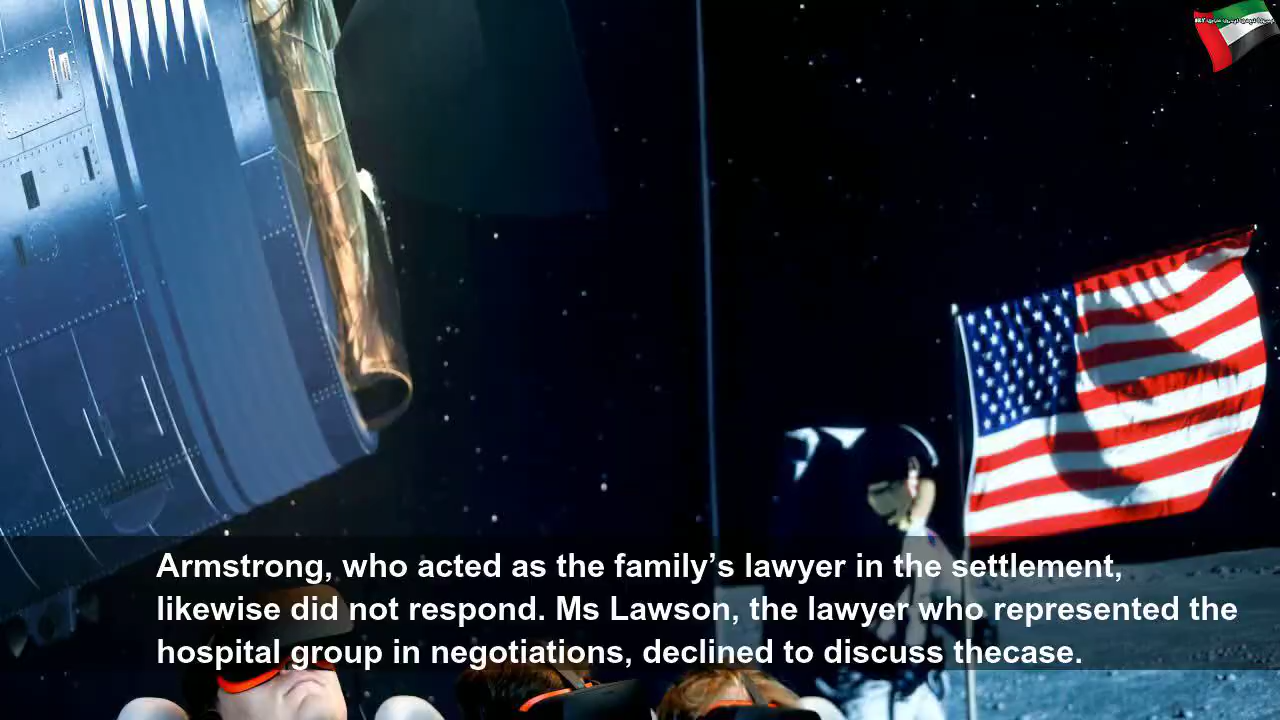 Armstrong, who acted as the family’s lawyer in the settlement,
likewise did not respond. Ms Lawson, the lawyer who represented the
hospital group in negotiations, declined to discuss thecase.